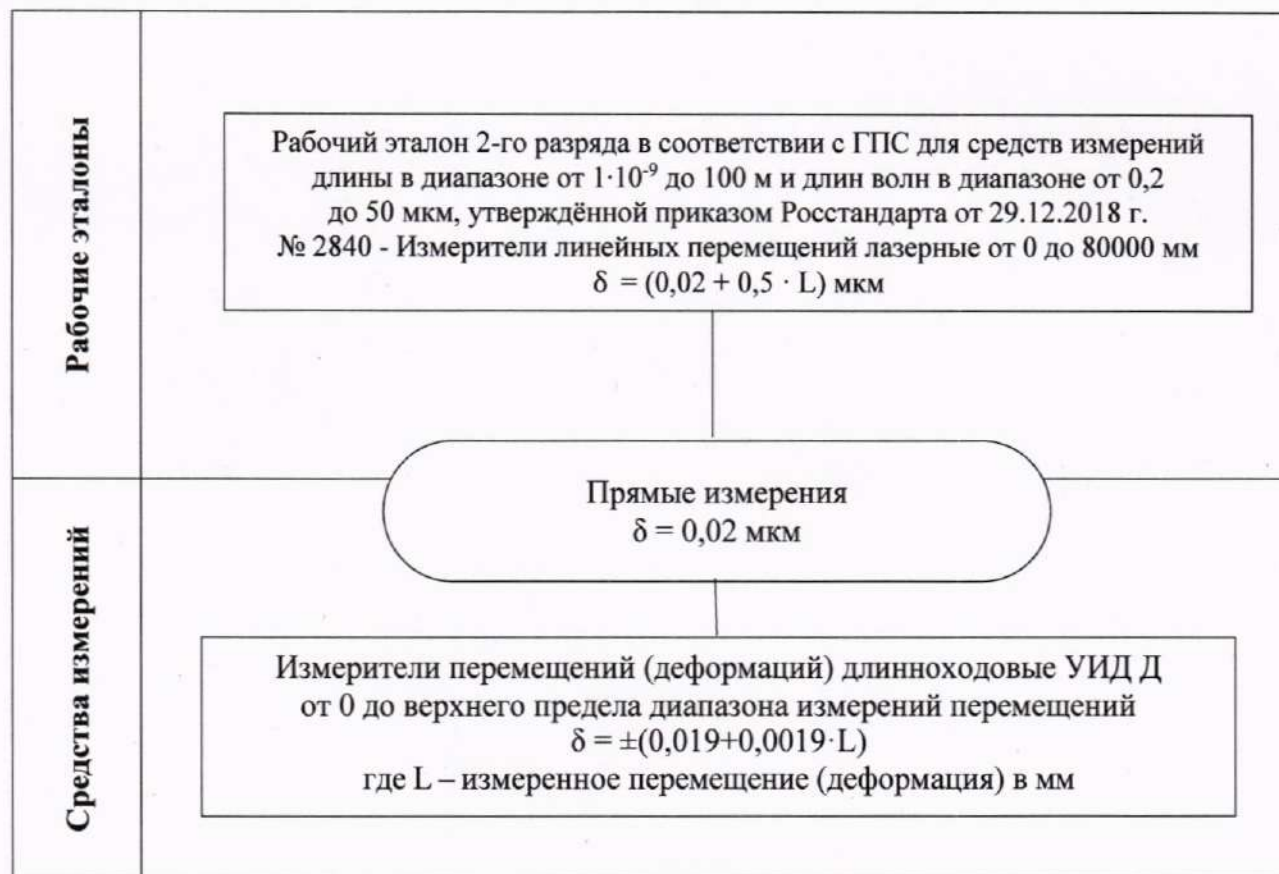 Рабочие эталоны
Рабочий эталон 2-го разряда в соответствии с ГПС для средств измерений
длины в диапазоне от 1·10⁻⁹ до 100 м и длин волн в диапазоне от 0,2
до 50 мкм, утверждённой приказом Росстандарта от 29.12.2018 г.
№ 2840 - Измерители линейных перемещений лазерные от 0 до 80000 мм
δ = (0,02 + 0,5 · L) мкм
Прямые измерения
δ = 0,02 мкм
Средства измерений
Измерители перемещений (деформаций) длинноходовые УИД Д
от 0 до верхнего предела диапазона измерений перемещений
δ = ±(0,019+0,0019·L)
где L – измеренное перемещение (деформация) в мм